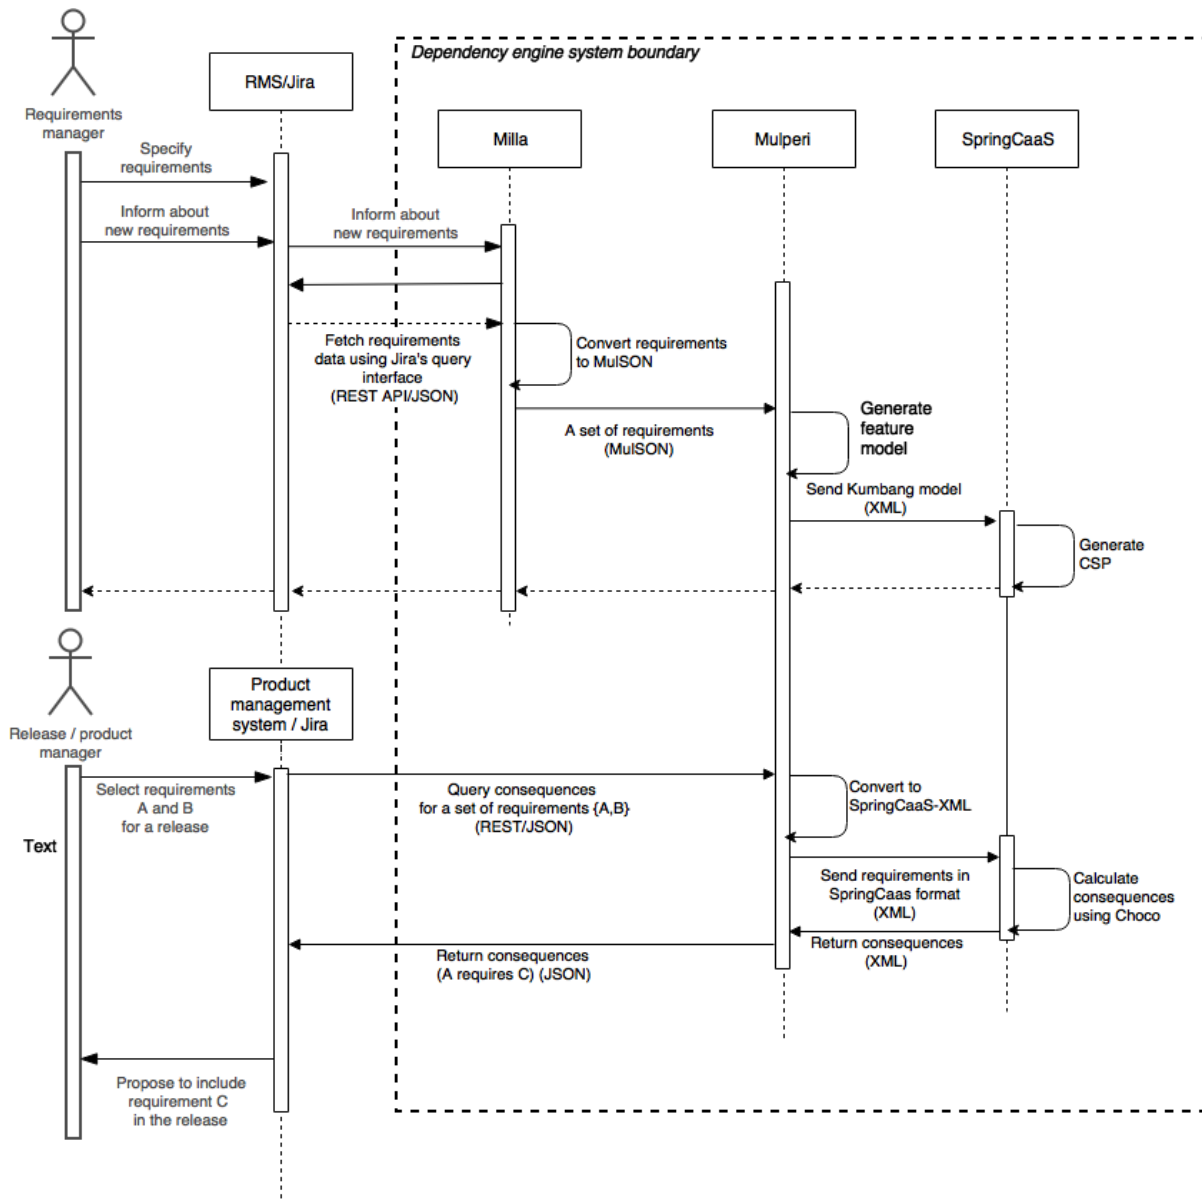 Dependency engine system boundary
RMS/Jira
Requirements
manager
Milla
Mulperi
SpringCaaS
Specify
requirements
Inform about
new requirements
Inform about
new requirements
Fetch requirements
data using Jira's query
interface
(REST API/JSON)
Convert requirements
to MulSON
A set of requirements
(MulSON)
Generate
feature
model
Send Kumbang model
(XML)
Generate
CSP
Release / product
manager
Product
management
system / Jira
Select requirements
A and B
for a release
Text
Query consequences
for a set of requirements {A,B}
(REST/JSON)
Convert to
SpringCaaS-XML
Send requirements in
SpringCaas format
(XML)
Calculate
consequences
using Choco
Return consequences
(XML)
Return consequences
(A requires C) (JSON)
Propose to include
requirement C
in the release